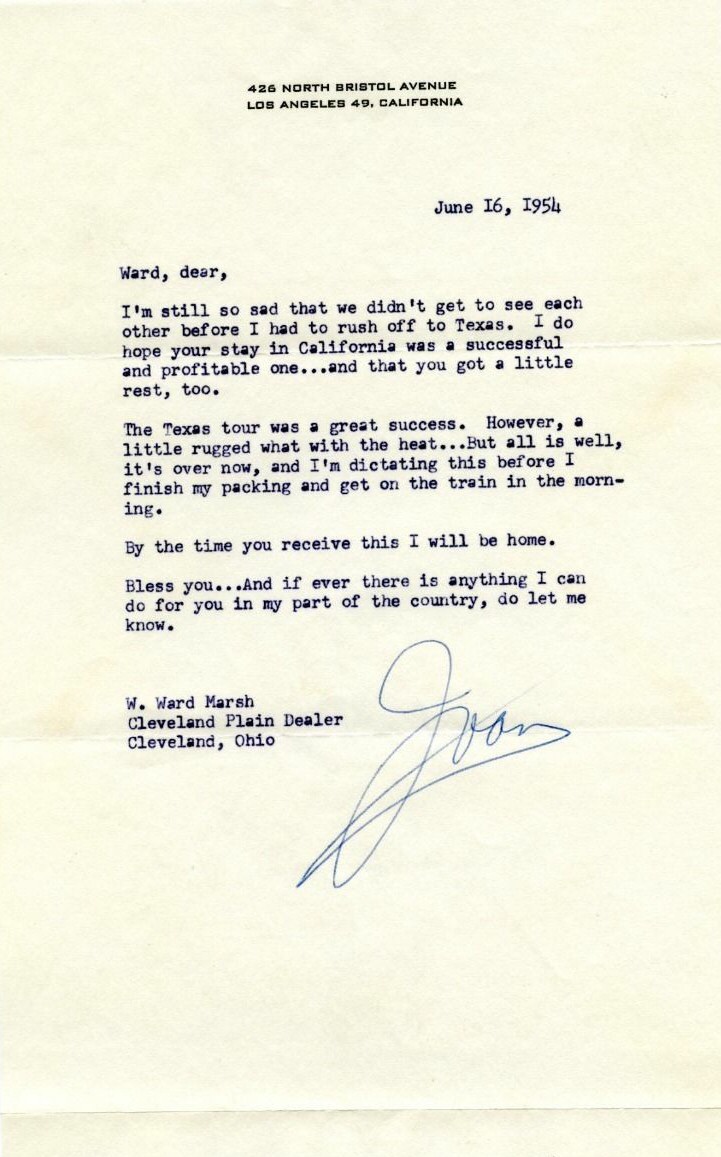 426 NORTH BRISTOL AVENUE
LOS ANGELES 49, CALIFORNIA
June 16, 1954
Ward, dear,
I'm still so sad that we didn't get to see each
other before I had to rush off to Texas.  I do
hope your stay in California was a successful
and profitable one...and that you got a little
rest, too.
The Texas tour was a great success.  However, a
little rugged what with the heat...But all is well,
it's over now, and I'm dictating this before I
finish my packing and get on the train in the morn-
ing.
By the time you receive this I will be home.
Bless you...And if ever there is anything I can
do for you in my part of the country, do let me
know.
W. Ward Marsh
Cleveland Plain Dealer
Cleveland, Ohio
Joan